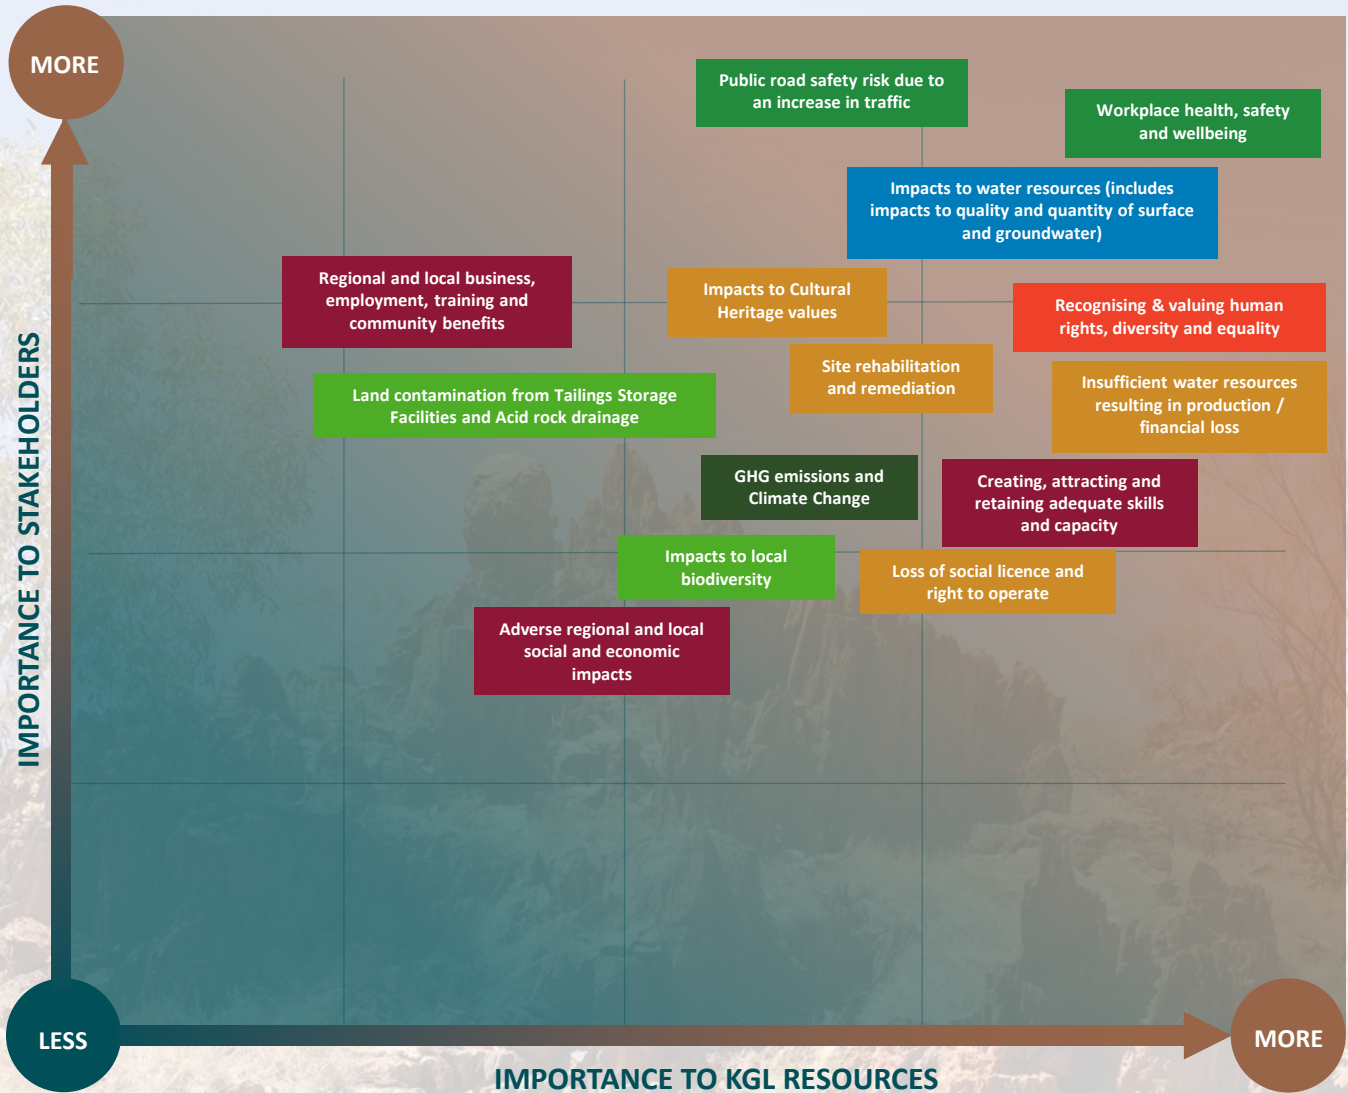 MORE
Public road safety risk due to
an increase in traffic
Workplace health, safety
and wellbeing
Impacts to water resources (includes
impacts to quality and quantity of surface
and groundwater)
Regional and local business,
employment, training and
community benefits
Impacts to Cultural
Heritage values
Recognising & valuing human
rights, diversity and equality
Site rehabilitation
and remediation
Insufficient water resources
resulting in production /
financial loss
Land contamination from Tailings Storage
Facilities and Acid rock drainage
GHG emissions and
Climate Change
Creating, attracting and
retaining adequate skills
and capacity
Impacts to local
biodiversity
Loss of social licence and
right to operate
Adverse regional and local
social and economic
impacts
IMPORTANCE TO STAKEHOLDERS
LESS
MORE
IMPORTANCE TO KGL RESOURCES